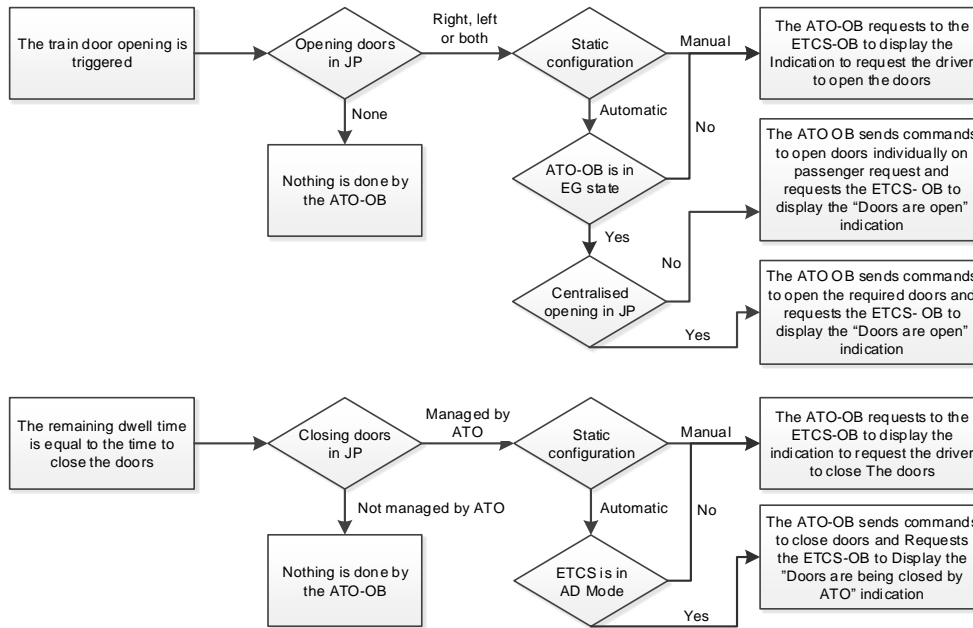 The train door opening is
triggered
Opening doors
in JP
Right, left
or both
None
Nothing is done by
the ATO-OB
Static
configuration
Manual
Automatic
No
ATO-OB is in
EG state
Yes
No
Centralised
opening in JP
Yes
The ATO-OB requests to the
ETCS-OB to display the
Indication to request the driver
to open the doors
The ATO OB sends commands
to open doors individually on
passenger request and
requests the ETCS- OB to
display the “Doors are open”
indication
The ATO OB sends commands
to open the required doors and
requests the ETCS- OB to
display the “Doors are open”
indication
The remaining dwell time
is equal to the time to
close the doors
Closing doors
in JP
Managed by
ATO
Not managed by ATO
Nothing is done by
the ATO-OB
Static
configuration
Manual
Automatic
No
ETCS is in
AD Mode
Yes
The ATO-OB requests to the
ETCS-OB to display the
indication to request the driver
to close The doors
The ATO-OB sends commands
to close doors and Requests
the ETCS-OB to Display the
”Doors are being closed by
ATO” indication